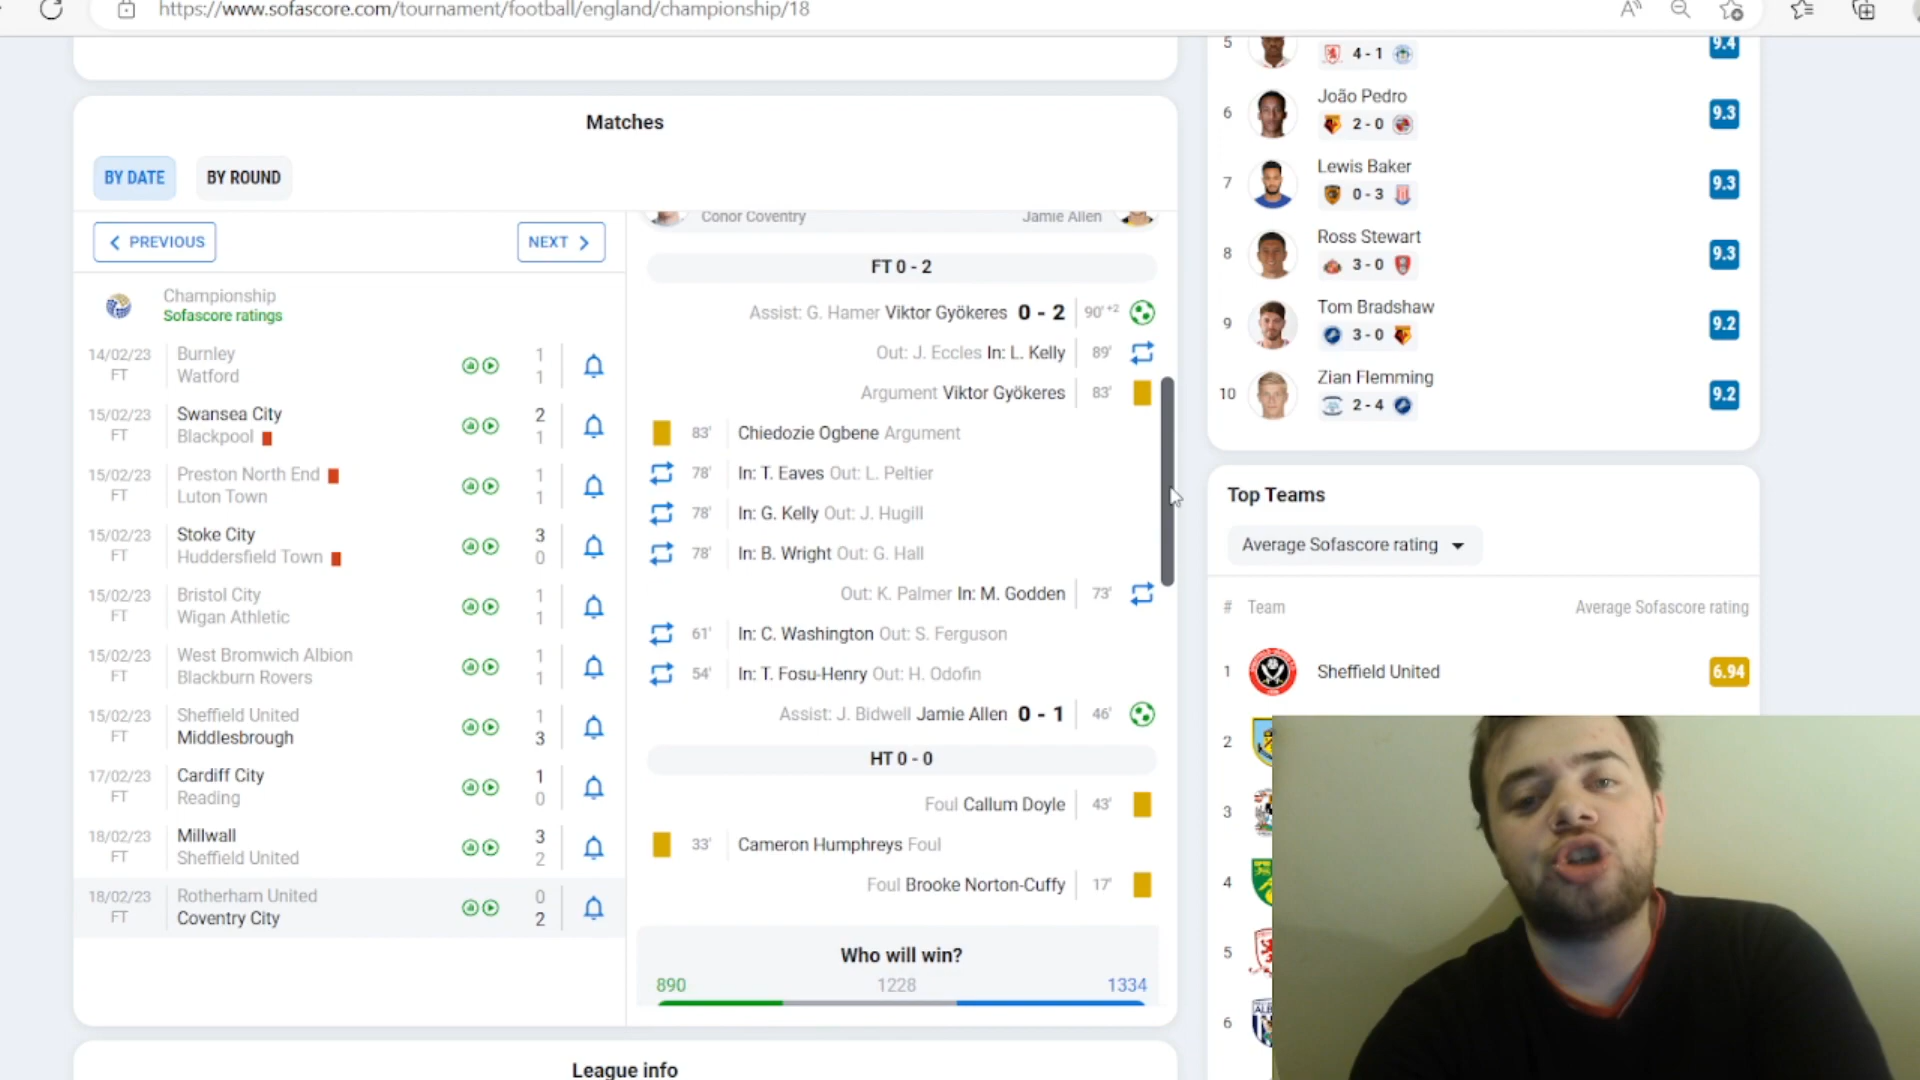 https://www.sofascore.com/tournament/football/england/championship/18
Matches
BY DATE
BY ROUND
PREVIOUS
NEXT
Championship
Sofascore ratings
14/02/23 Burnley 1
FT Watford 1
15/02/23 Swansea City 2
FT Blackpool 1
15/02/23 Preston North End 1
FT Luton Town 1
15/02/23 Stoke City 3
FT Huddersfield Town 0
15/02/23 Bristol City 1
FT Wigan Athletic 1
15/02/23 West Bromwich Albion 1
FT Blackburn Rovers 1
15/02/23 Sheffield United 1
FT Middlesbrough 3
17/02/23 Cardiff City 1
FT Reading 0
18/02/23 Millwall 3
FT Sheffield United 2
18/02/23 Rotherham United 0
FT Coventry City 2
Conor Coventry Jamie Allen
FT 0 - 2
Assist: G. Hamer Viktor Gyökeres 0 - 2 90'+2
Out: J. Eccles In: L. Kelly 89'
Argument Viktor Gyökeres 83'
83' Chiedozie Ogbene Argument
78' In: T. Eaves Out: L. Peltier
78' In: G. Kelly Out: J. Hugill
78' In: B. Wright Out: G. Hall
Out: K. Palmer In: M. Godden 73'
61' In: C. Washington Out: S. Ferguson
54' In: T. Fosu-Henry Out: H. Odofin
Assist: J. Bidwell Jamie Allen 0 - 1 46'
HT 0 - 0
Foul Callum Doyle 43'
33' Cameron Humphreys Foul
Foul Brooke Norton-Cuffy 17'
Who will win?
890 1228 1334
League info
5 4 - 1 9.4
6 João Pedro 9.3
2 - 0
7 Lewis Baker 9.3
0 - 3
8 Ross Stewart 9.3
3 - 0
9 Tom Bradshaw 9.2
3 - 0
10 Zian Flemming 9.2
2 - 4
Top Teams
Average Sofascore rating
# Team Average Sofascore rating
1 Sheffield United 6.94
2
3
4
5
6